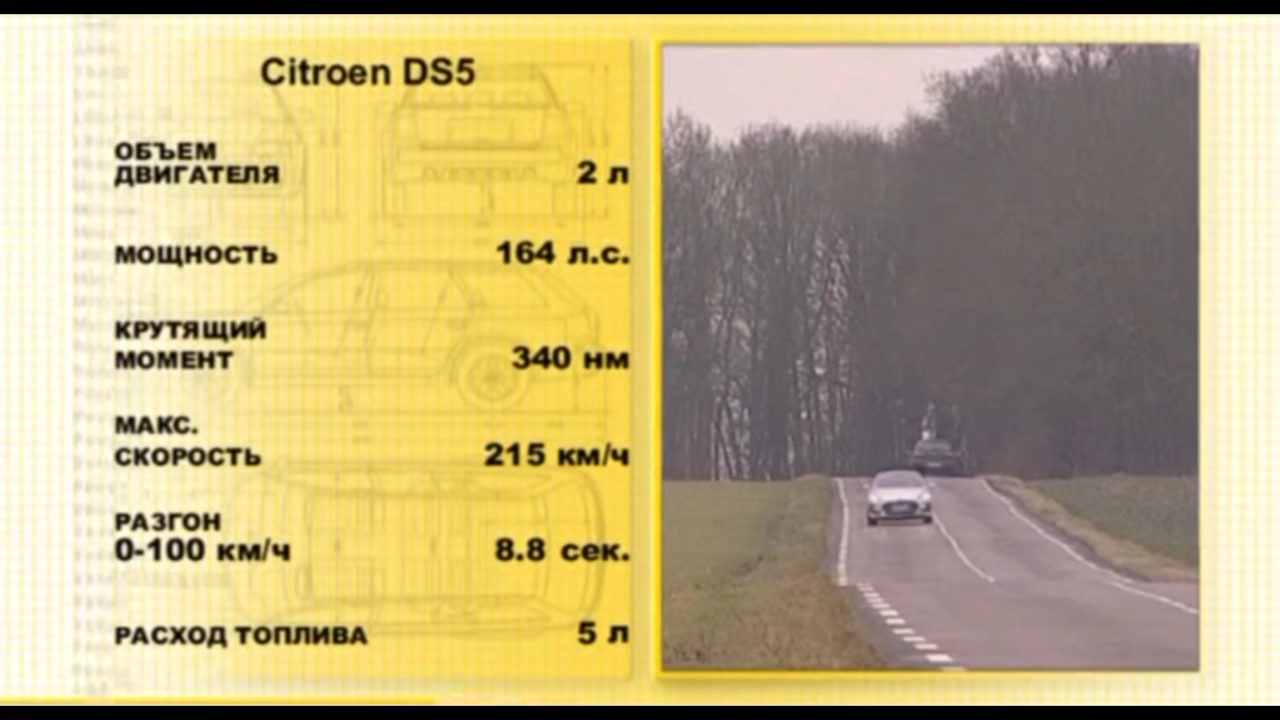 Citroen DS5
ОБЪЕМ
ДВИГАТЕЛЯ 2 л
МОЩНОСТЬ 164 л.с.
КРУТЯЩИЙ
МОМЕНТ 340 нм
МАКС.
СКОРОСТЬ 215 км/ч
РАЗГОН
0-100 км/ч 8.8 сек.
РАСХОД ТОПЛИВА 5 л